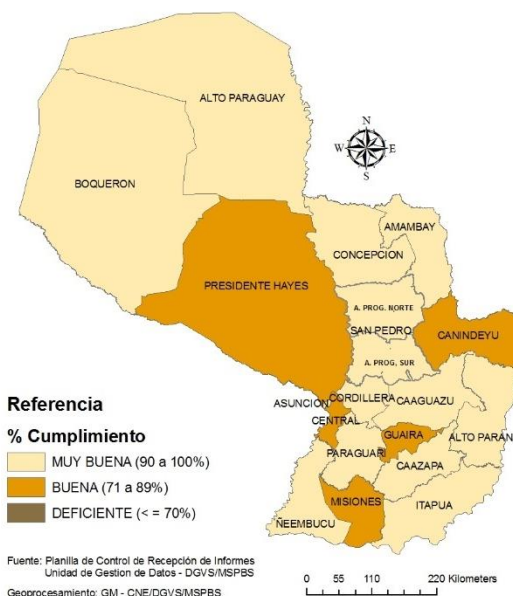 ALTO PARAGUAY
N
W E
S
BOQUERON
AMAMBAY
CONCEPCION
PRESIDENTE HAYES
A. PROG. NORTE
SAN PEDRO
CANINDEYU
A. PROG. SUR
ASUNCION
CORDILLERA
CAAGUAZU
CENTRAL
GUAIRA
ALTO PARAN
PARAGUARI
CAAZAPA
MISIONES
ITAPUA
ÑEEMBUCU
Referencia
% Cumplimiento
MUY BUENA (90 a 100%)
BUENA (71 a 89%)
DEFICIENTE (< = 70%)
Fuente: Planilla de Control de Recepción de Informes
Unidad de Gestion de Datos - DGVS/MSPBS
Geoprocesamiento: GM - CNE/DGVS/MSPBS
0 55 110 220 Kilometers